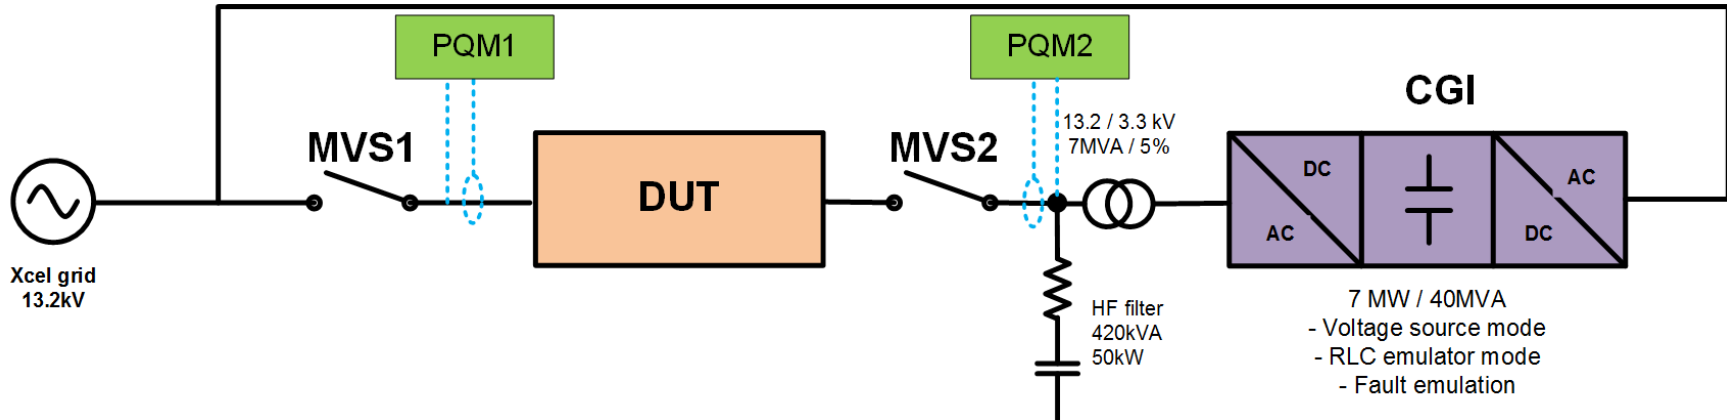 PQM1
PQM2
CGI
MVS1
MVS2
13.2 / 3.3 kV
7MVA / 5%
DUT
DC
AC
AC
DC
Xcel grid
13.2kV
HF filter
420kVA
50kW
7 MW / 40MVA
- Voltage source mode
- RLC emulator mode
- Fault emulation